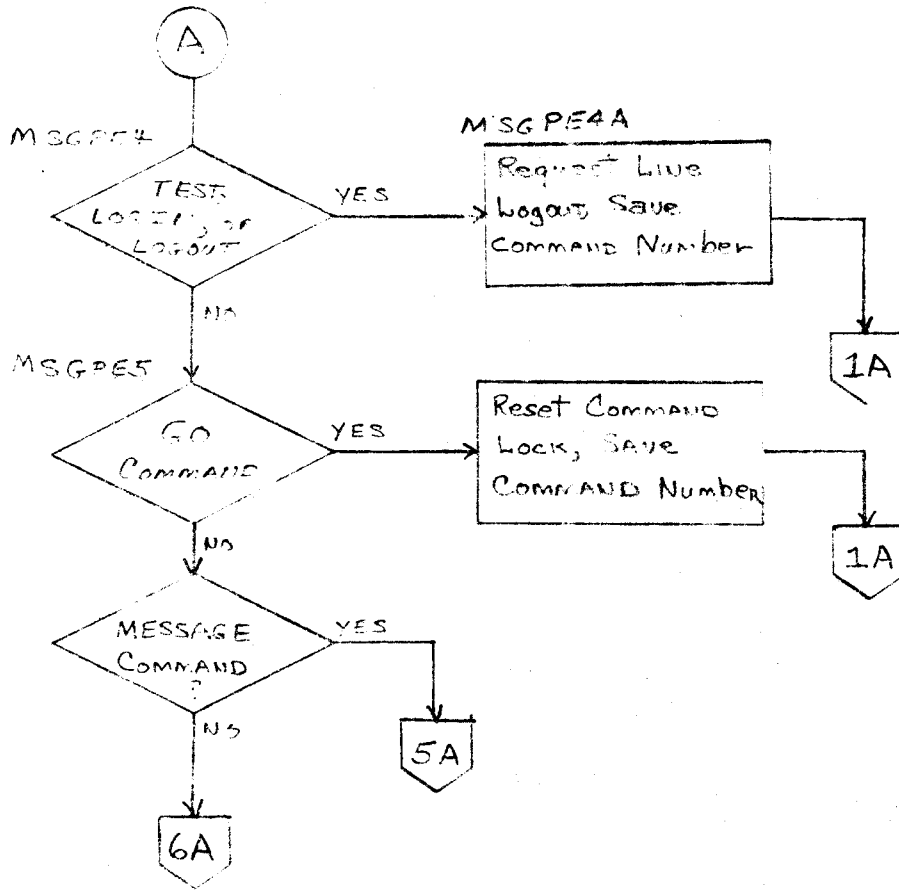 A
MSGPE4
MSGPE4A
TEST
LOGIN, OR
LOGOUT
YES
Request Line
Logout, Save
Command Number
No
1A
MSGPE5
GO
COMMAND
YES
Reset Command
Lock, Save
Command Number
No
1A
MESSAGE
COMMAND
?
YES
No
5A
6A